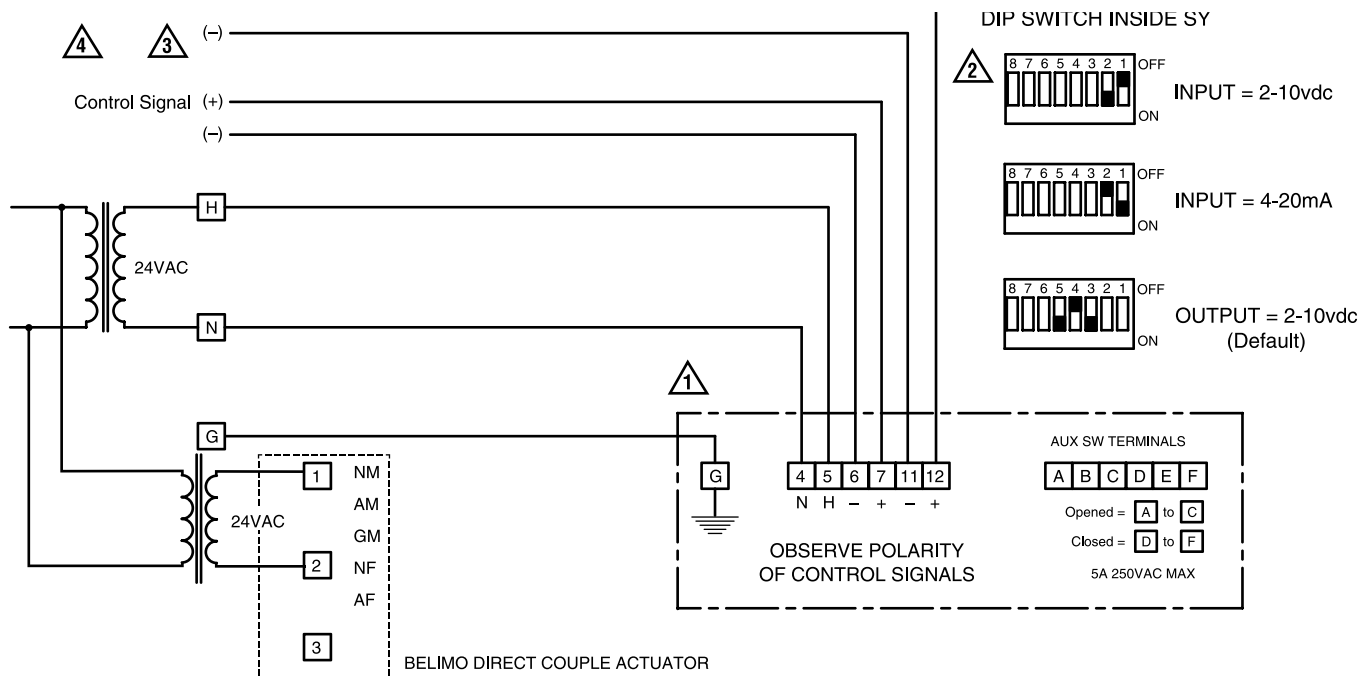 DIP SWITCH INSIDE SY
4 3 (–)
2
8 7 6 5 4 3 2 1 OFF
INPUT = 2-10vdc
ON
Control Signal (+)
(–)
8 7 6 5 4 3 2 1 OFF
INPUT = 4-20mA
ON
H
24VAC
N
8 7 6 5 4 3 2 1 OFF
OUTPUT = 2-10vdc
(Default)
ON
1
G
AUX SW TERMINALS
G
4 5 6 7 11 12
N H – + – +
A B C D E F
Opened = A to C
Closed = D to F
5A 250VAC MAX
OBSERVE POLARITY
OF CONTROL SIGNALS
24VAC
1 NM
AM
GM
2 NF
AF
3
BELIMO DIRECT COUPLE ACTUATOR